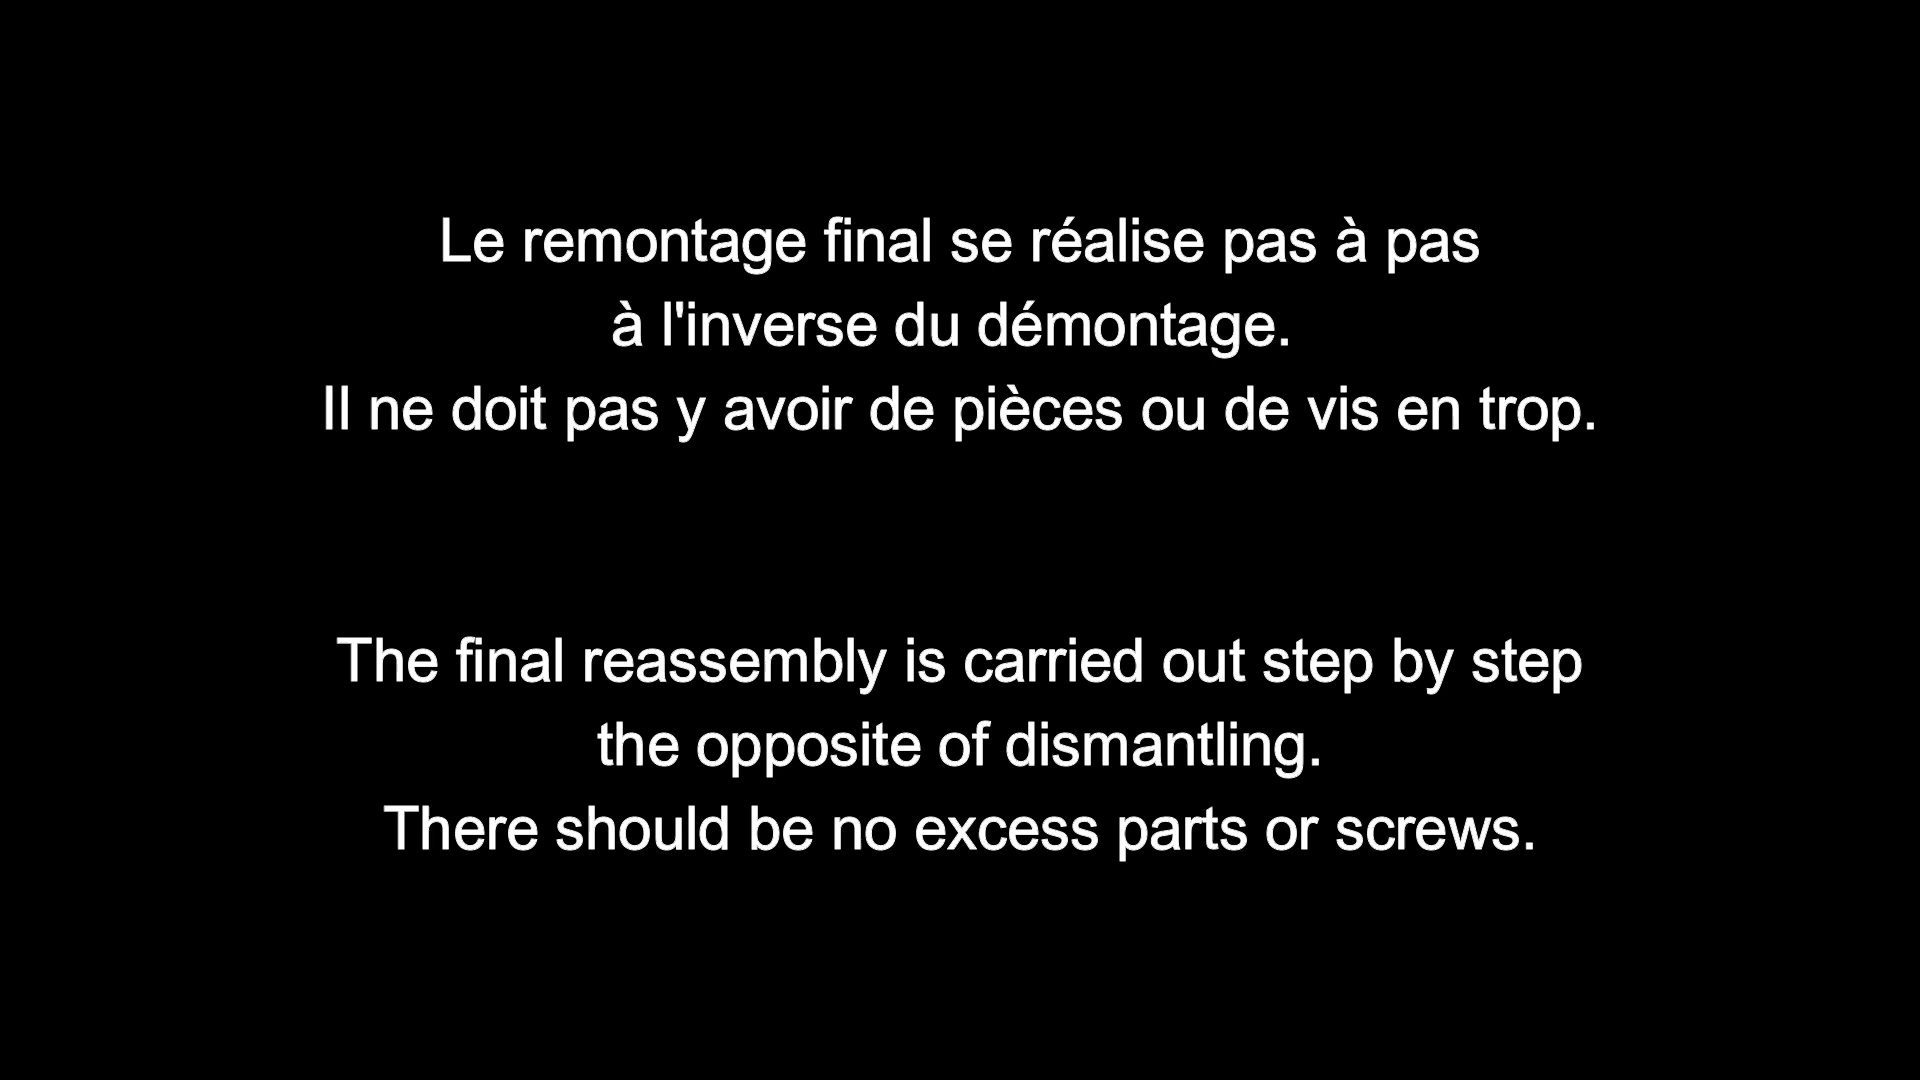 Le remontage final se réalise pas à pas
à l'inverse du démontage.
Il ne doit pas y avoir de pièces ou de vis en trop.
The final reassembly is carried out step by step
the opposite of dismantling.
There should be no excess parts or screws.